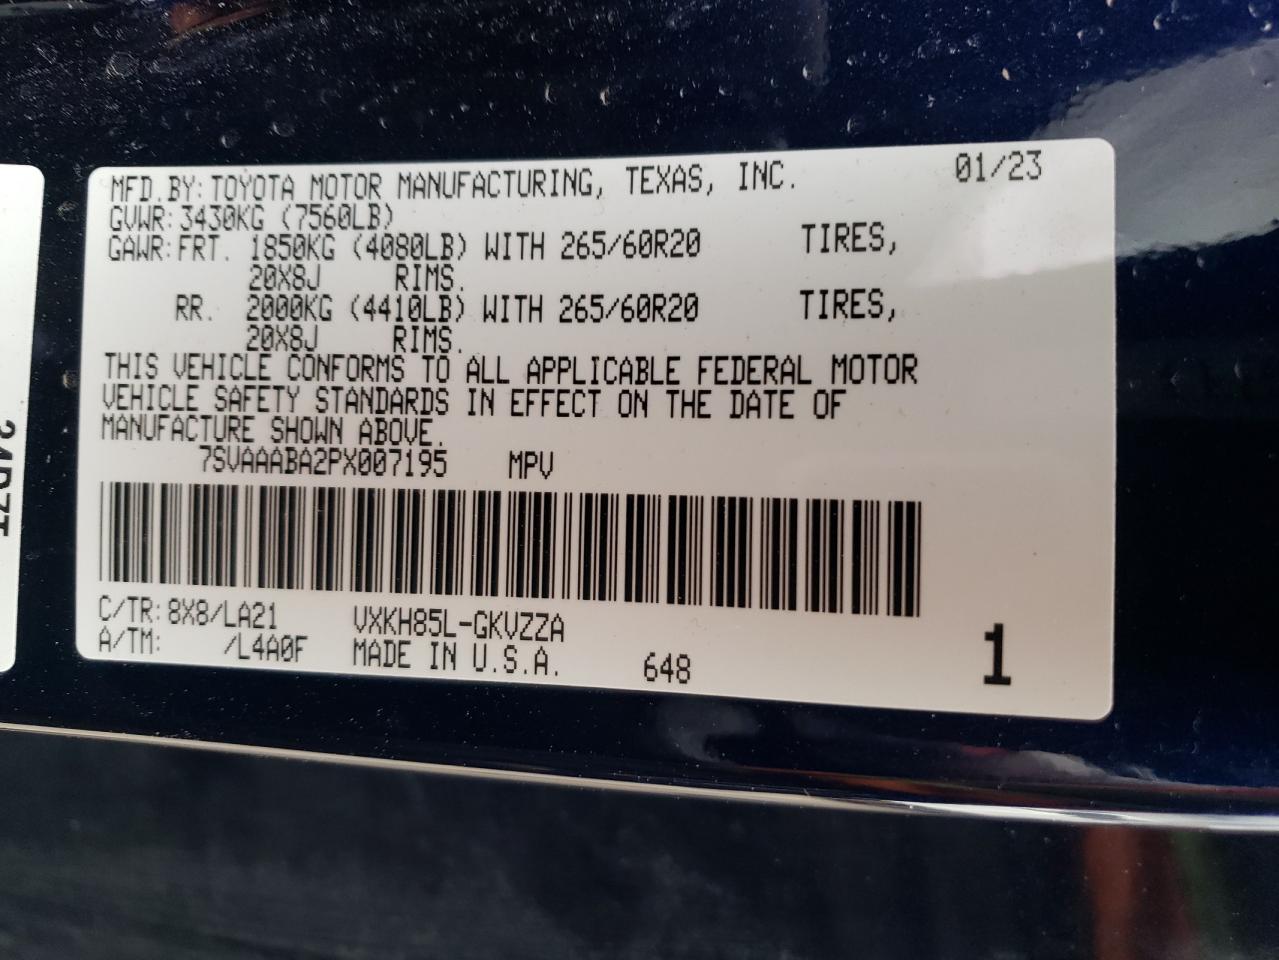 MFD.BY: TOYOTA MOTOR MANUFACTURING, TEXAS, INC. 01/23
GVWR: 3430KG (7560LB)
GAWR: FRT. 1850KG (4080LB) WITH 265/60R20 TIRES,
20X8J RIMS.
RR. 2000KG (4410LB) WITH 265/60R20 TIRES,
20X8J RIMS.
THIS VEHICLE CONFORMS TO ALL APPLICABLE FEDERAL MOTOR
VEHICLE SAFETY STANDARDS IN EFFECT ON THE DATE OF
MANUFACTURE SHOWN ABOVE.
7SVAAABA2PX007195 MPV
C/TR: 8X8/LA21 VXKH85L-GKVZZA
A/TM: /L4A0F MADE IN U.S.A. 648 1